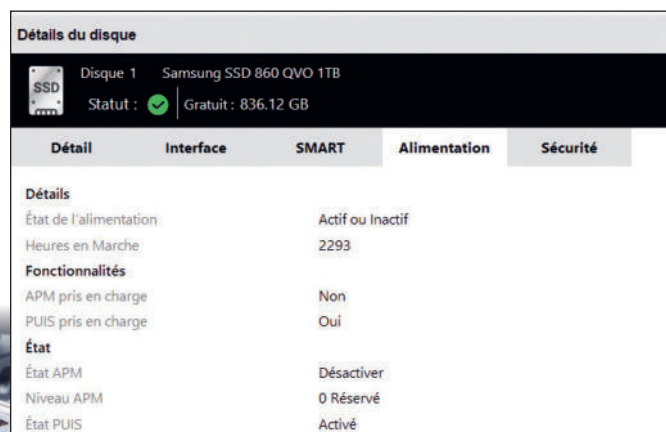 Détails du disque
SSD
Disque 1 Samsung SSD 860 QVO 1TB
Statut : Gratuit : 836.12 GB
Détail Interface SMART Alimentation Sécurité
Détails
État de l'alimentation Actif ou Inactif
Heures en Marche 2293
Fonctionnalités
APM pris en charge Non
PUIS pris en charge Oui
État
État APM Désactiver
Niveau APM 0 Réservé
État PUIS Activé